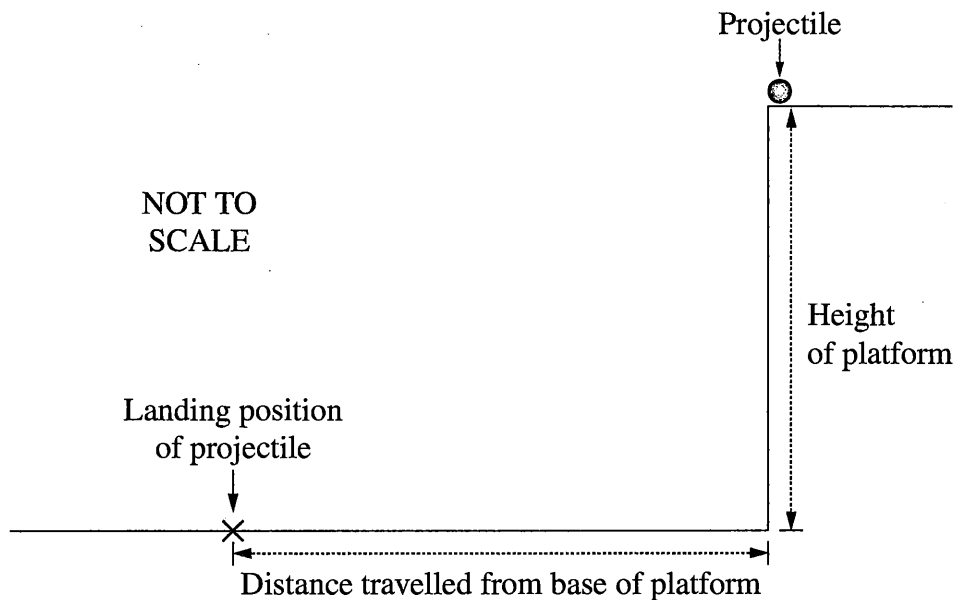 Projectile
NOT TO
SCALE
Height
of platform
Landing position
of projectile
Distance travelled from base of platform